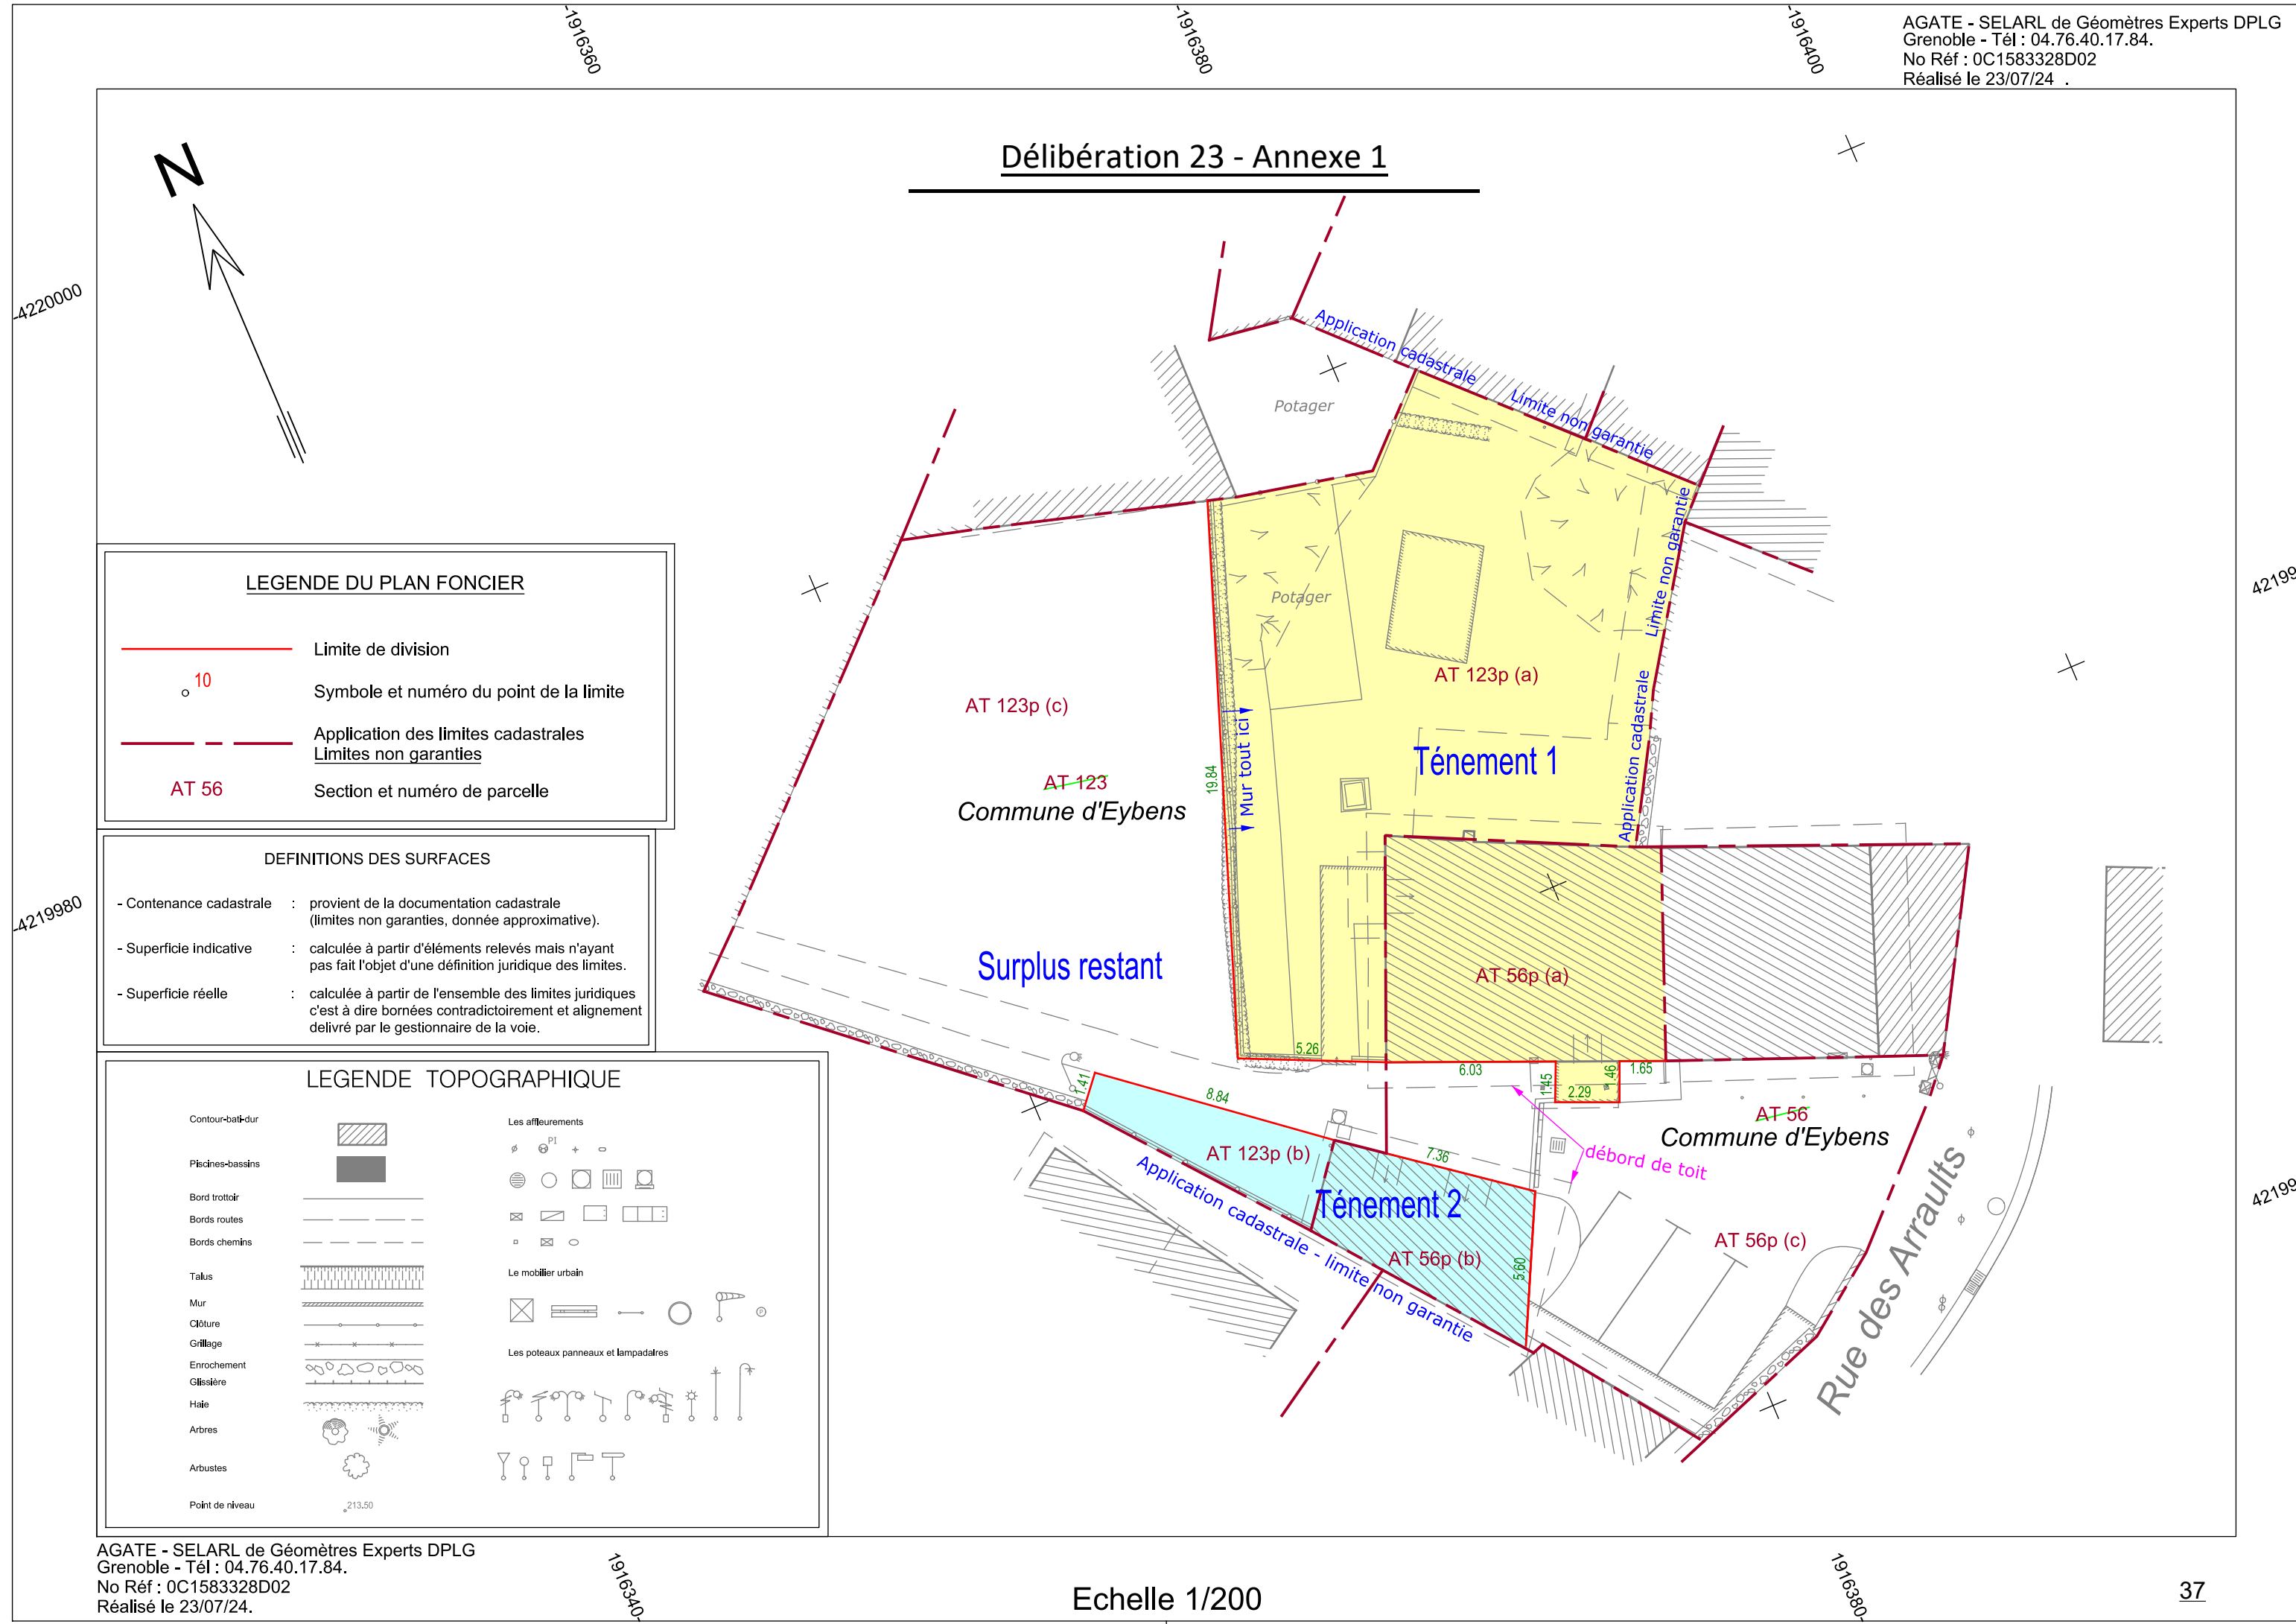 -1916360
-1916380
-1916400
AGATE - SELARL de Géomètres Experts DPLG
Grenoble - Tél : 04.76.40.17.84.
No Réf : 0C1583328D02
Réalisé le 23/07/24 .
Délibération 23 - Annexe 1
N
-4220000
Application cadastrale
Limite non garantie
Potager
42199
Limite non garantie
Potager
LEGENDE DU PLAN FONCIER
Limite de division
10
Symbole et numéro du point de la limite
Application des limites cadastrales
Limites non garanties
AT 56
Section et numéro de parcelle
AT 123p (a)
AT 123p (c)
Mur tout ici
19.84
Ténement 1
Application cadastrale
AT 123
Commune d'Eybens
DEFINITIONS DES SURFACES
- Contenance cadastrale : provient de la documentation cadastrale
(limites non garanties, donnée approximative).
- Superficie indicative : calculée à partir d'éléments relevés mais n'ayant
pas fait l'objet d'une définition juridique des limites.
- Superficie réelle : calculée à partir de l'ensemble des limites juridiques
c'est à dire bornées contradictoirement et alignement
delivré par le gestionnaire de la voie.
-4219980
Surplus restant
AT 56p (a)
5.26
6.03
1.45
2.29
1.46
1.65
1.41
8.84
AT 56
Commune d'Eybens
débord de toit
AT 123p (b)
7.36
Ténement 2
AT 56p (b)
5.60
AT 56p (c)
Application cadastrale - limite non garantie
Rue des Arraults
42199
LEGENDE TOPOGRAPHIQUE
Contour-bati-dur
Piscines-bassins
Bord trottoir
Bords routes
Bords chemins
Talus
Mur
Clôture
Grillage
Enrochement
Glissière
Haie
Arbres
Arbustes
Point de niveau
213.50
Les affleurements
PI
Le mobilier urbain
P
Les poteaux panneaux et lampadaires
AGATE - SELARL de Géomètres Experts DPLG
Grenoble - Tél : 04.76.40.17.84.
No Réf : 0C1583328D02
Réalisé le 23/07/24.
1916340-
Echelle 1/200
1916380-
37